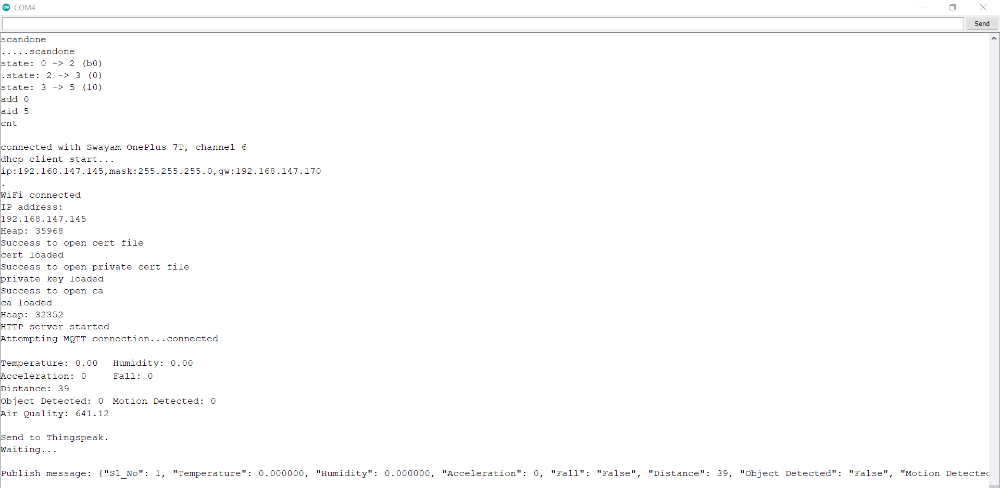 COM4
Send
scandone
.....scandone
state: 0 -> 2 (b0)
.state: 2 -> 3 (0)
state: 3 -> 5 (10)
add 0
aid 5
cnt
connected with Swayam OnePlus 7T, channel 6
dhcp client start...
ip:192.168.147.145,mask:255.255.255.0,gw:192.168.147.170
.
WiFi connected
IP address:
192.168.147.145
Heap: 35968
Success to open cert file
cert loaded
Success to open private cert file
private key loaded
Success to open ca
ca loaded
Heap: 32352
HTTP server started
Attempting MQTT connection...connected
Temperature: 0.00 Humidity: 0.00
Acceleration: 0 Fall: 0
Distance: 39
Object Detected: 0 Motion Detected: 0
Air Quality: 641.12
Send to Thingspeak.
Waiting...
Publish message: {"Sl_No": 1, "Temperature": 0.000000, "Humidity": 0.000000, "Acceleration": 0, "Fall": "False", "Distance": 39, "Object Detected": "False", "Motion Detected